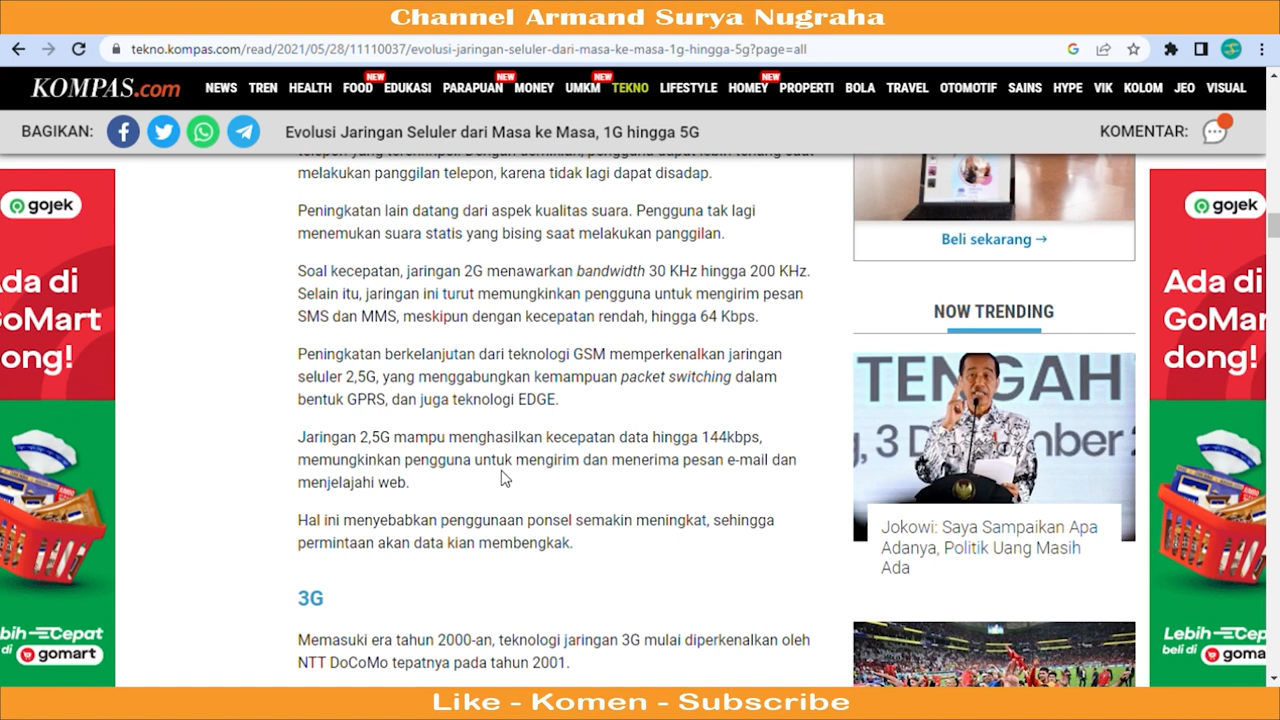 Channel Armand Surya Nugraha
tekno.kompas.com/read/2021/05/28/11110037/evolusi-jaringan-seluler-dari-masa-ke-masa-1g-hingga-5g?page=all
KOMPAS.com NEWS TREN HEALTH FOOD NEW EDUKASI PARAPUAN NEW MONEY UMKM NEW TEKNO LIFESTYLE HOMEY NEW PROPERTI BOLA TRAVEL OTOMOTIF SAINS HYPE VIK KOLOM JEO VISUAL
BAGIKAN: Evolusi Jaringan Seluler dari Masa ke Masa, 1G hingga 5G KOMENTAR:
melakukan panggilan telepon, karena tidak lagi dapat disadap.
Peningkatan lain datang dari aspek kualitas suara. Pengguna tak lagi
menemukan suara statis yang bising saat melakukan panggilan.
Soal kecepatan, jaringan 2G menawarkan bandwidth 30 KHz hingga 200 KHz.
Selain itu, jaringan ini turut memungkinkan pengguna untuk mengirim pesan
SMS dan MMS, meskipun dengan kecepatan rendah, hingga 64 Kbps.
Peningkatan berkelanjutan dari teknologi GSM memperkenalkan jaringan
seluler 2,5G, yang menggabungkan kemampuan packet switching dalam
bentuk GPRS, dan juga teknologi EDGE.
Jaringan 2,5G mampu menghasilkan kecepatan data hingga 144kbps,
memungkinkan pengguna untuk mengirim dan menerima pesan e-mail dan
menjelajahi web.
Hal ini menyebabkan penggunaan ponsel semakin meningkat, sehingga
permintaan akan data kian membengkak.
3G
Memasuki era tahun 2000-an, teknologi jaringan 3G mulai diperkenalkan oleh
NTT DoCoMo tepatnya pada tahun 2001.
gojek
da di
GoMart
ong!
bih Cepat
di gomart
Beli sekarang →
NOW TRENDING
TENGAH
Jokowi: Saya Sampaikan Apa
Adanya, Politik Uang Masih
Ada
gojek
Ada di
GoMar
dong!
Lebih Cep
beli di goma
Like - Komen - Subscribe